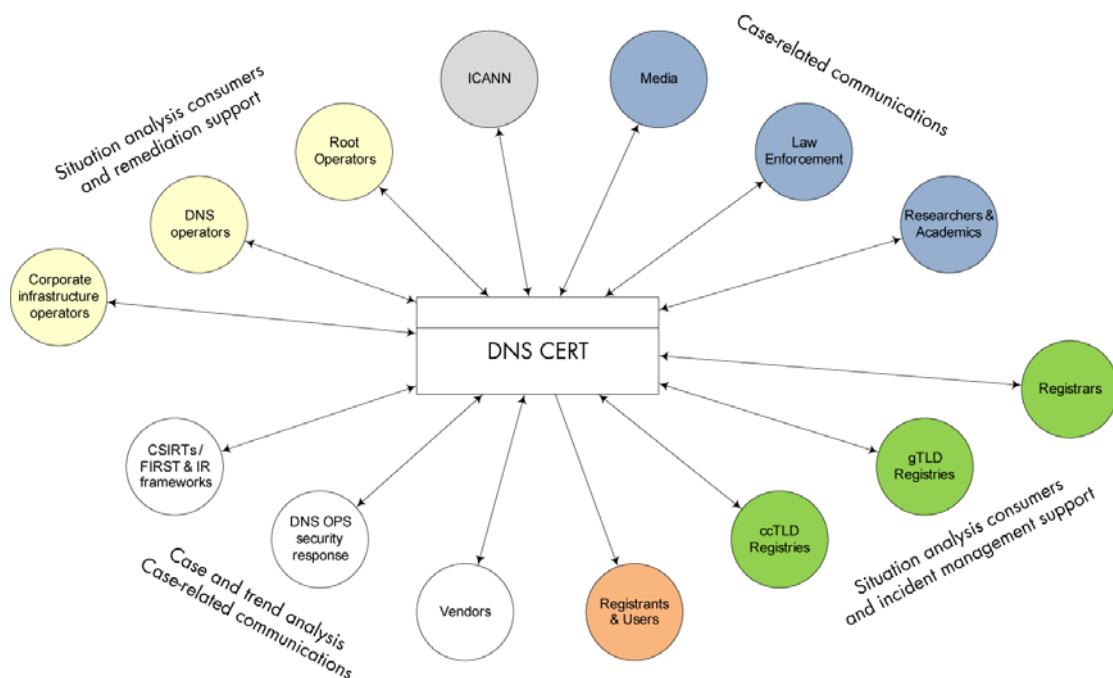 ICANN
Media
Case-related communications
Situation analysis consumers
and remediation support
Root
Operators
Law
Enforcement
DNS
operators
Researchers &
Academics
Corporate
infrastructure
operators
DNS CERT
Registrars
CSIRTs /
FIRST & IR
frameworks
gTLD
Registries
DNS OPS
security
response
ccTLD
Registries
Situation analysis consumers
and incident management support
Case and trend analysis
Case-related communications
Vendors
Registrants
& Users